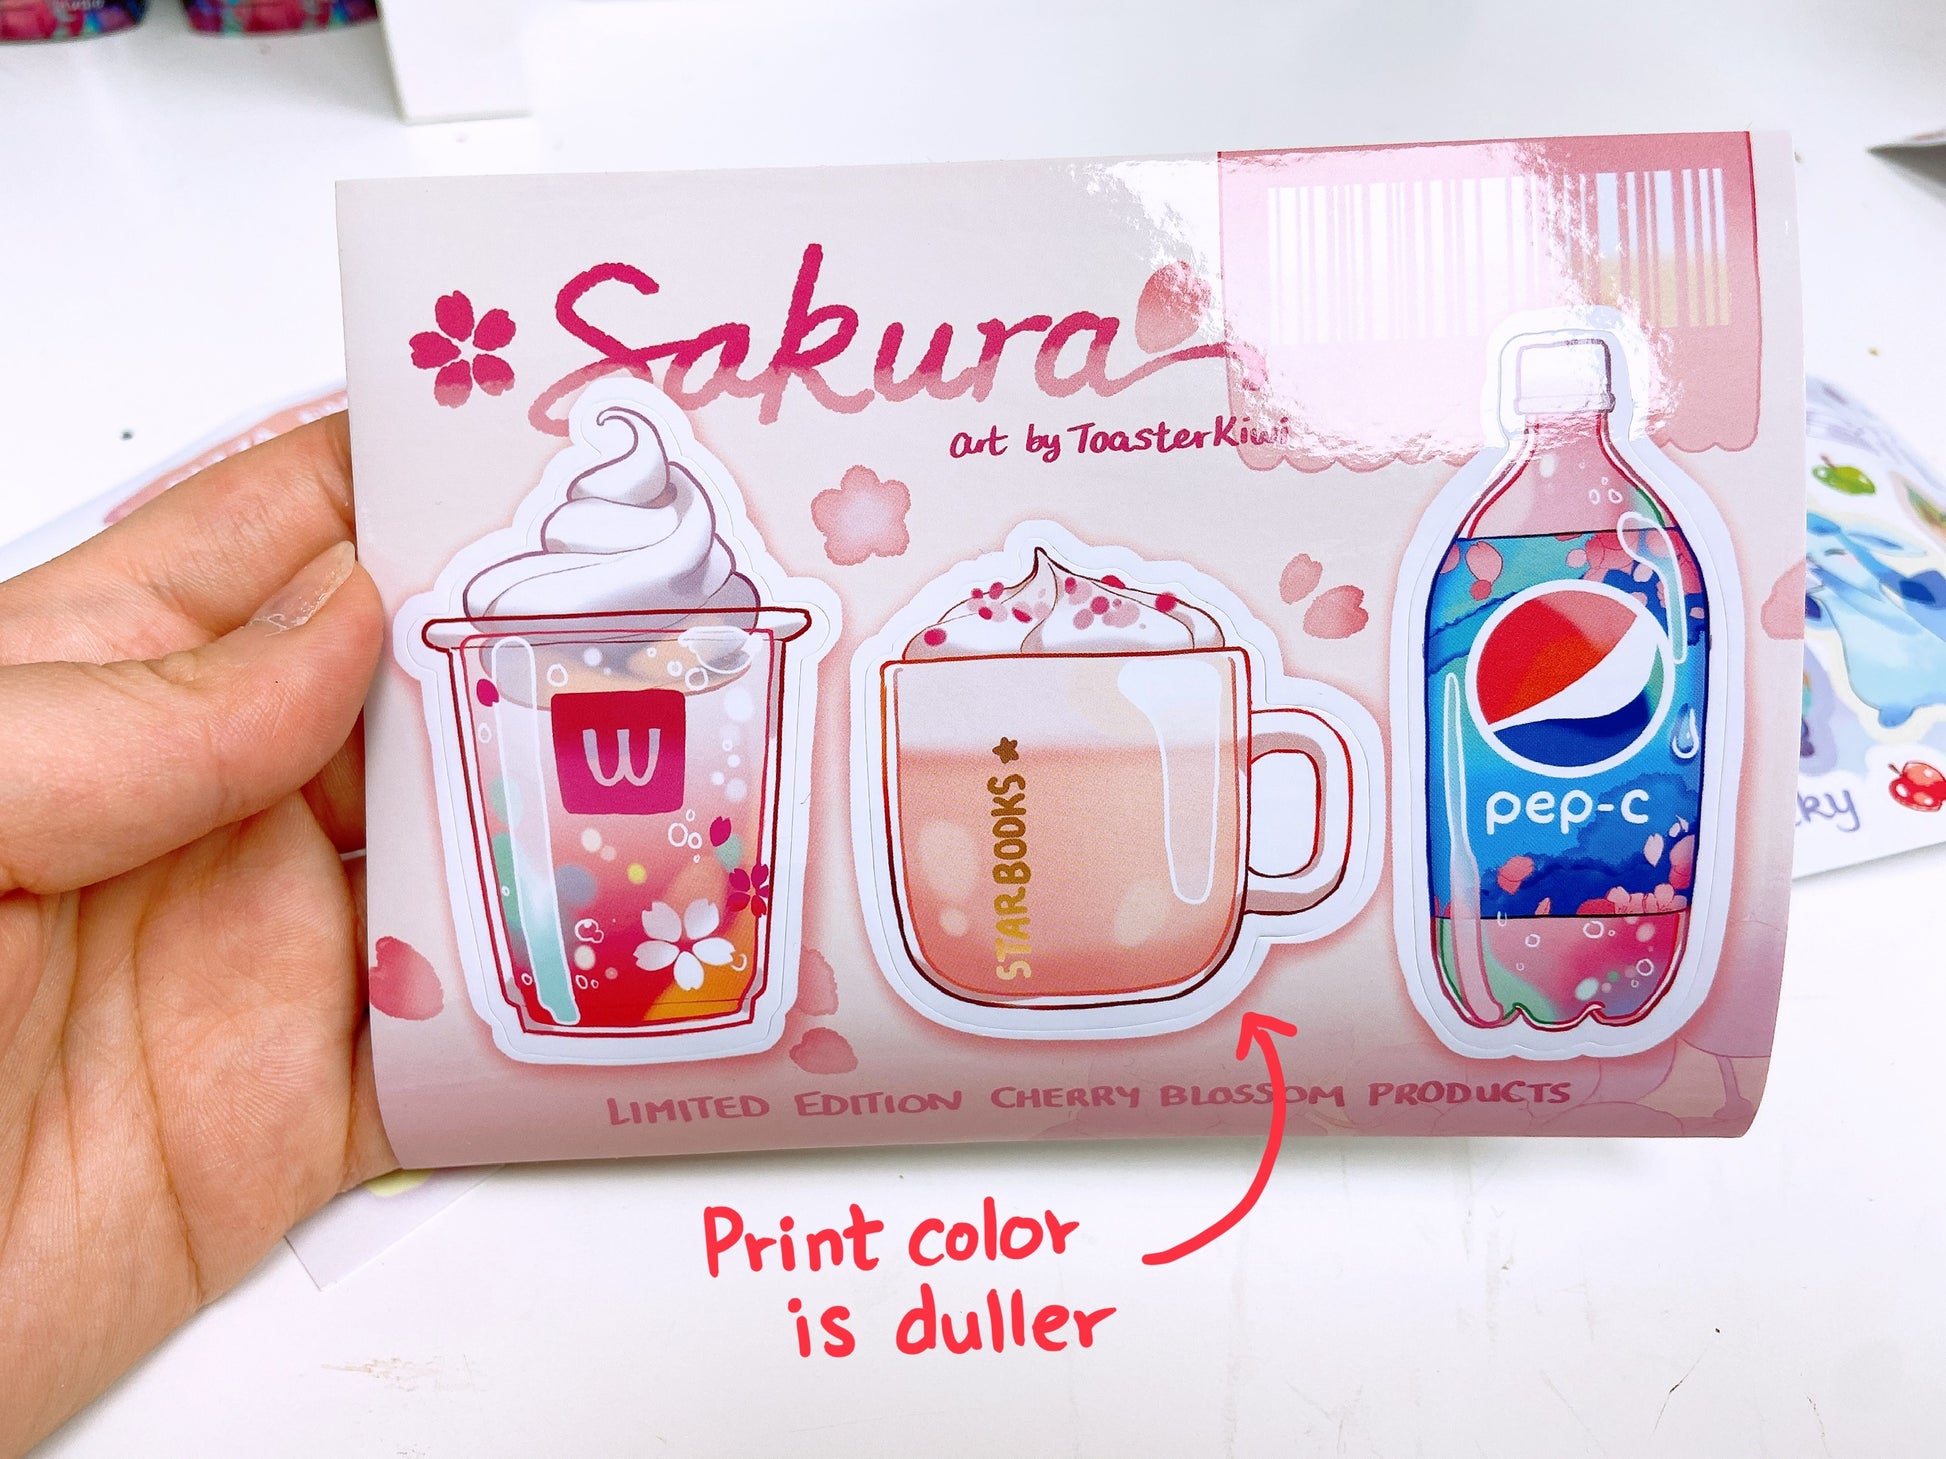 Sakura
art by ToasterKiwi
W
STARBOOKS
pep-c
LIMITED EDITION CHERRY BLOSSOM PRODUCTS
Print color
is duller